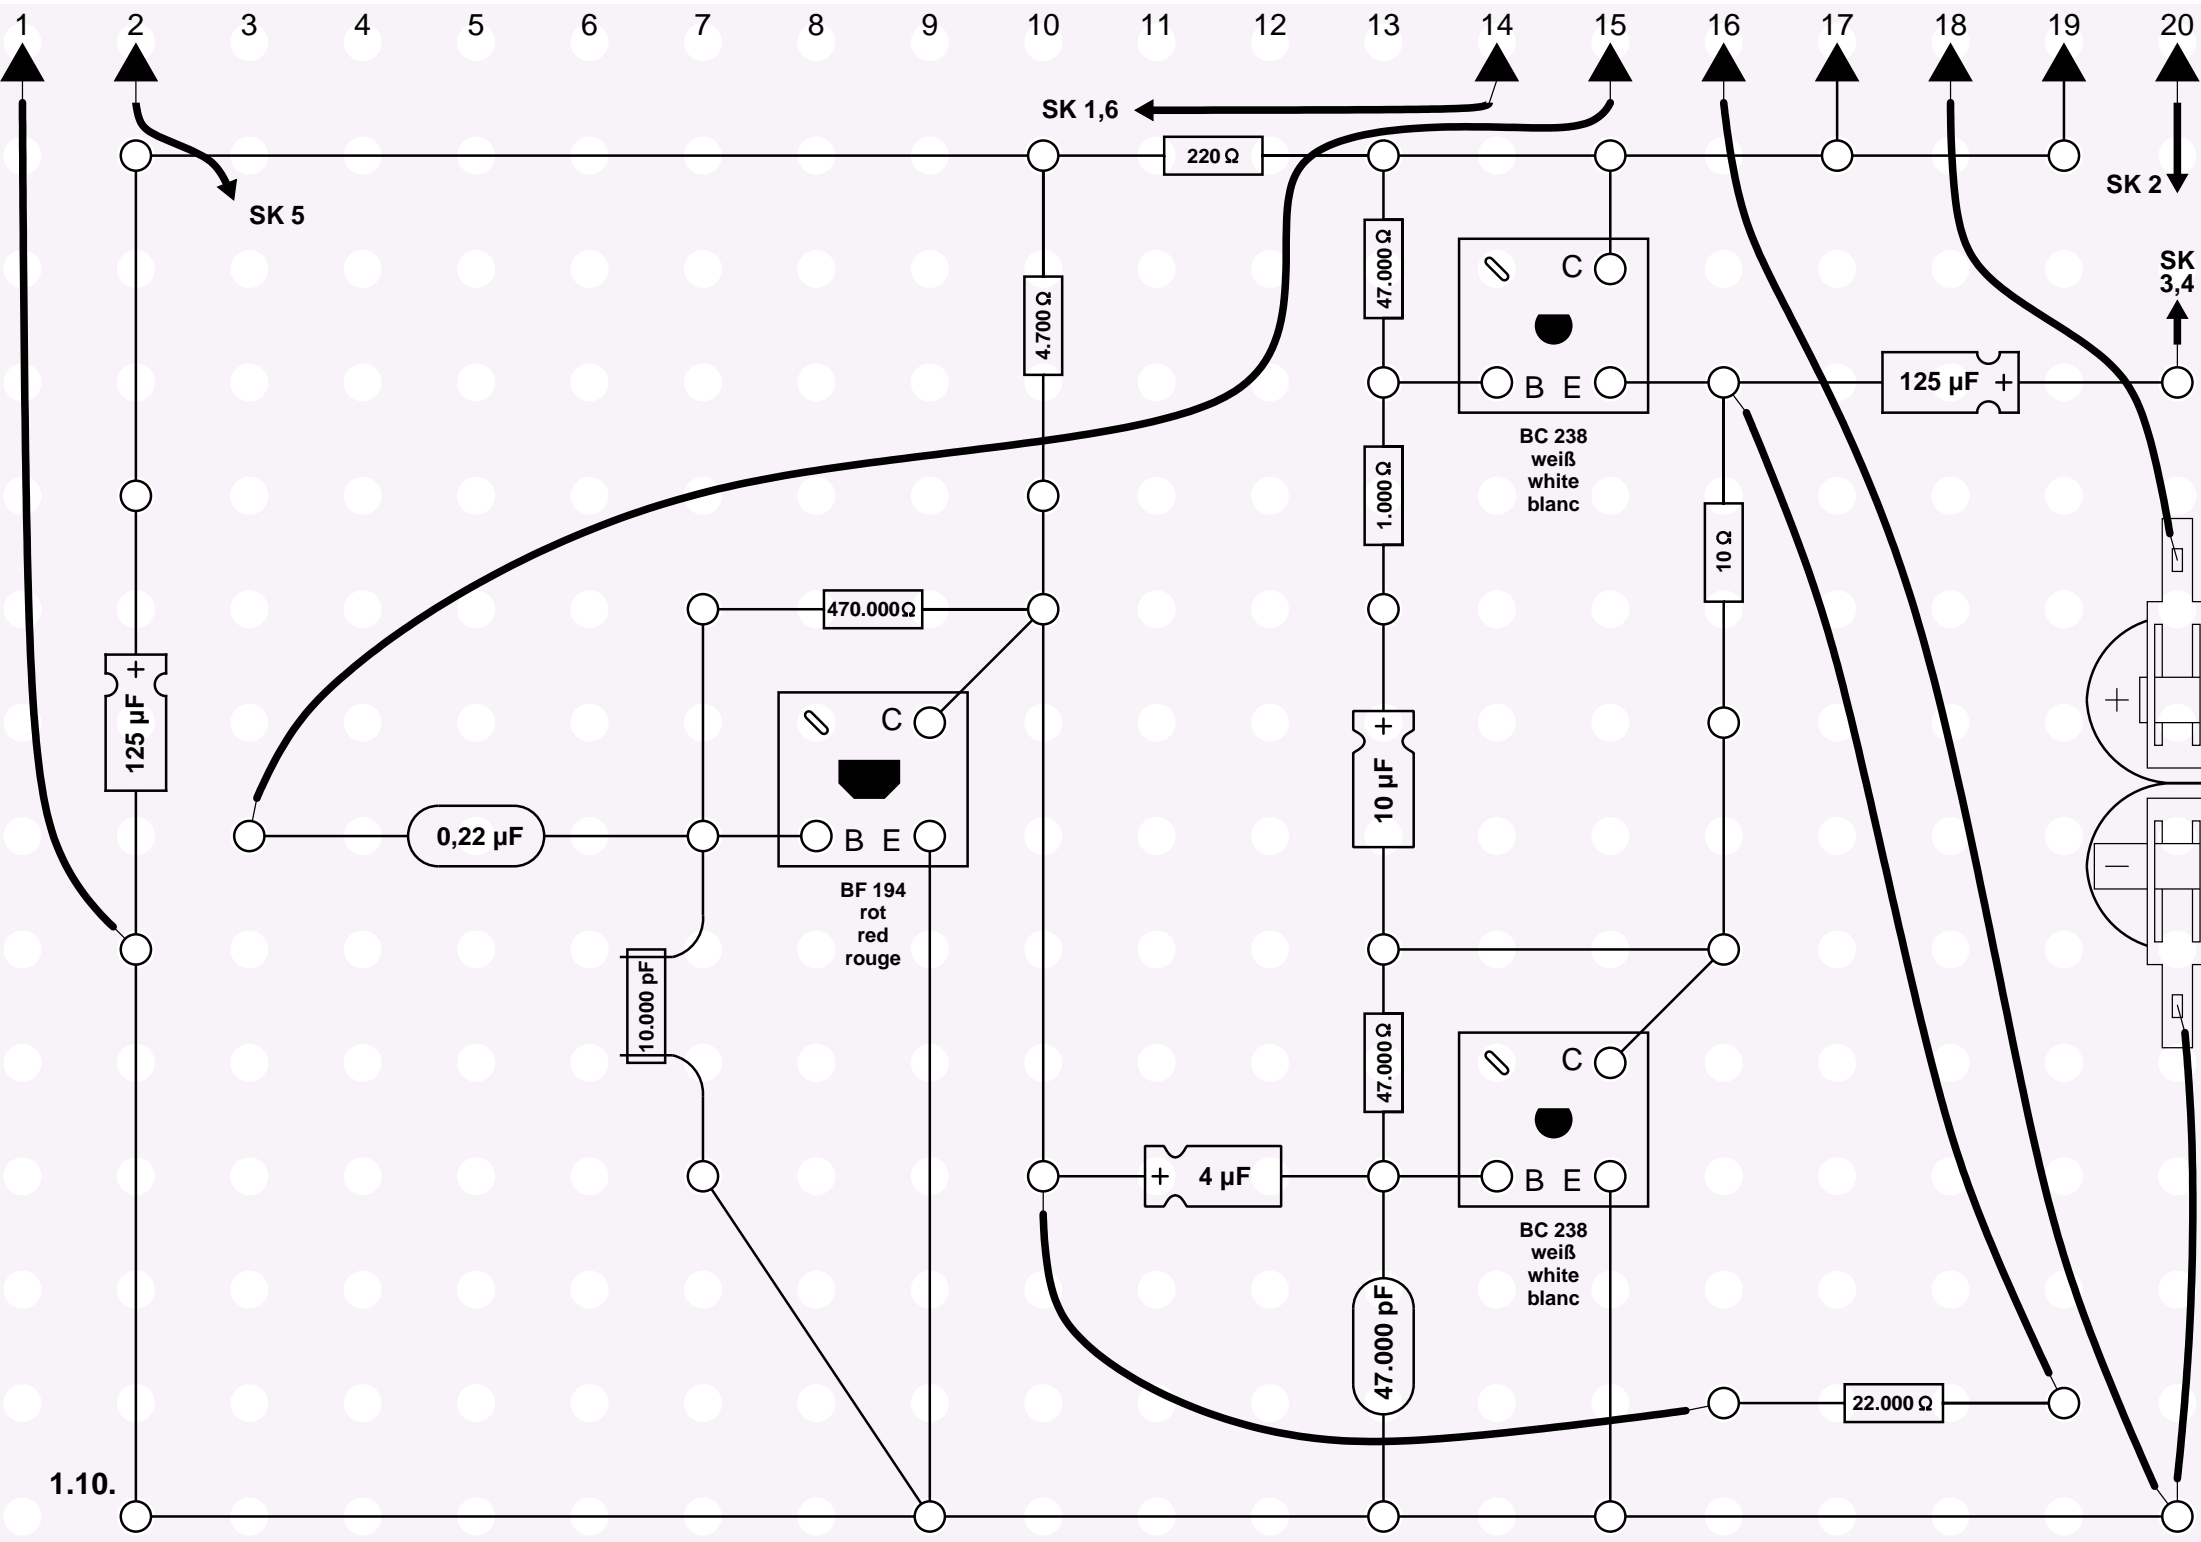 1 2 3 4 5 6 7 8 9 10 11 12 13 14 15 16 17 18 19 20
SK 1,6
220 Ω
SK 2
SK 5
47.000 Ω
C
SK
3,4
4.700 Ω
B E
125 µF +
BC 238
weiß
white
blanc
1.000 Ω
10 Ω
470.000 Ω
+
125 µF
C
+
10 µF
+
0,22 µF
B E
−
BF 194
rot
red
rouge
10.000 pF
47.000 Ω
C
+ 4 µF
B E
BC 238
weiß
white
blanc
47.000 pF
22.000 Ω
1.10.